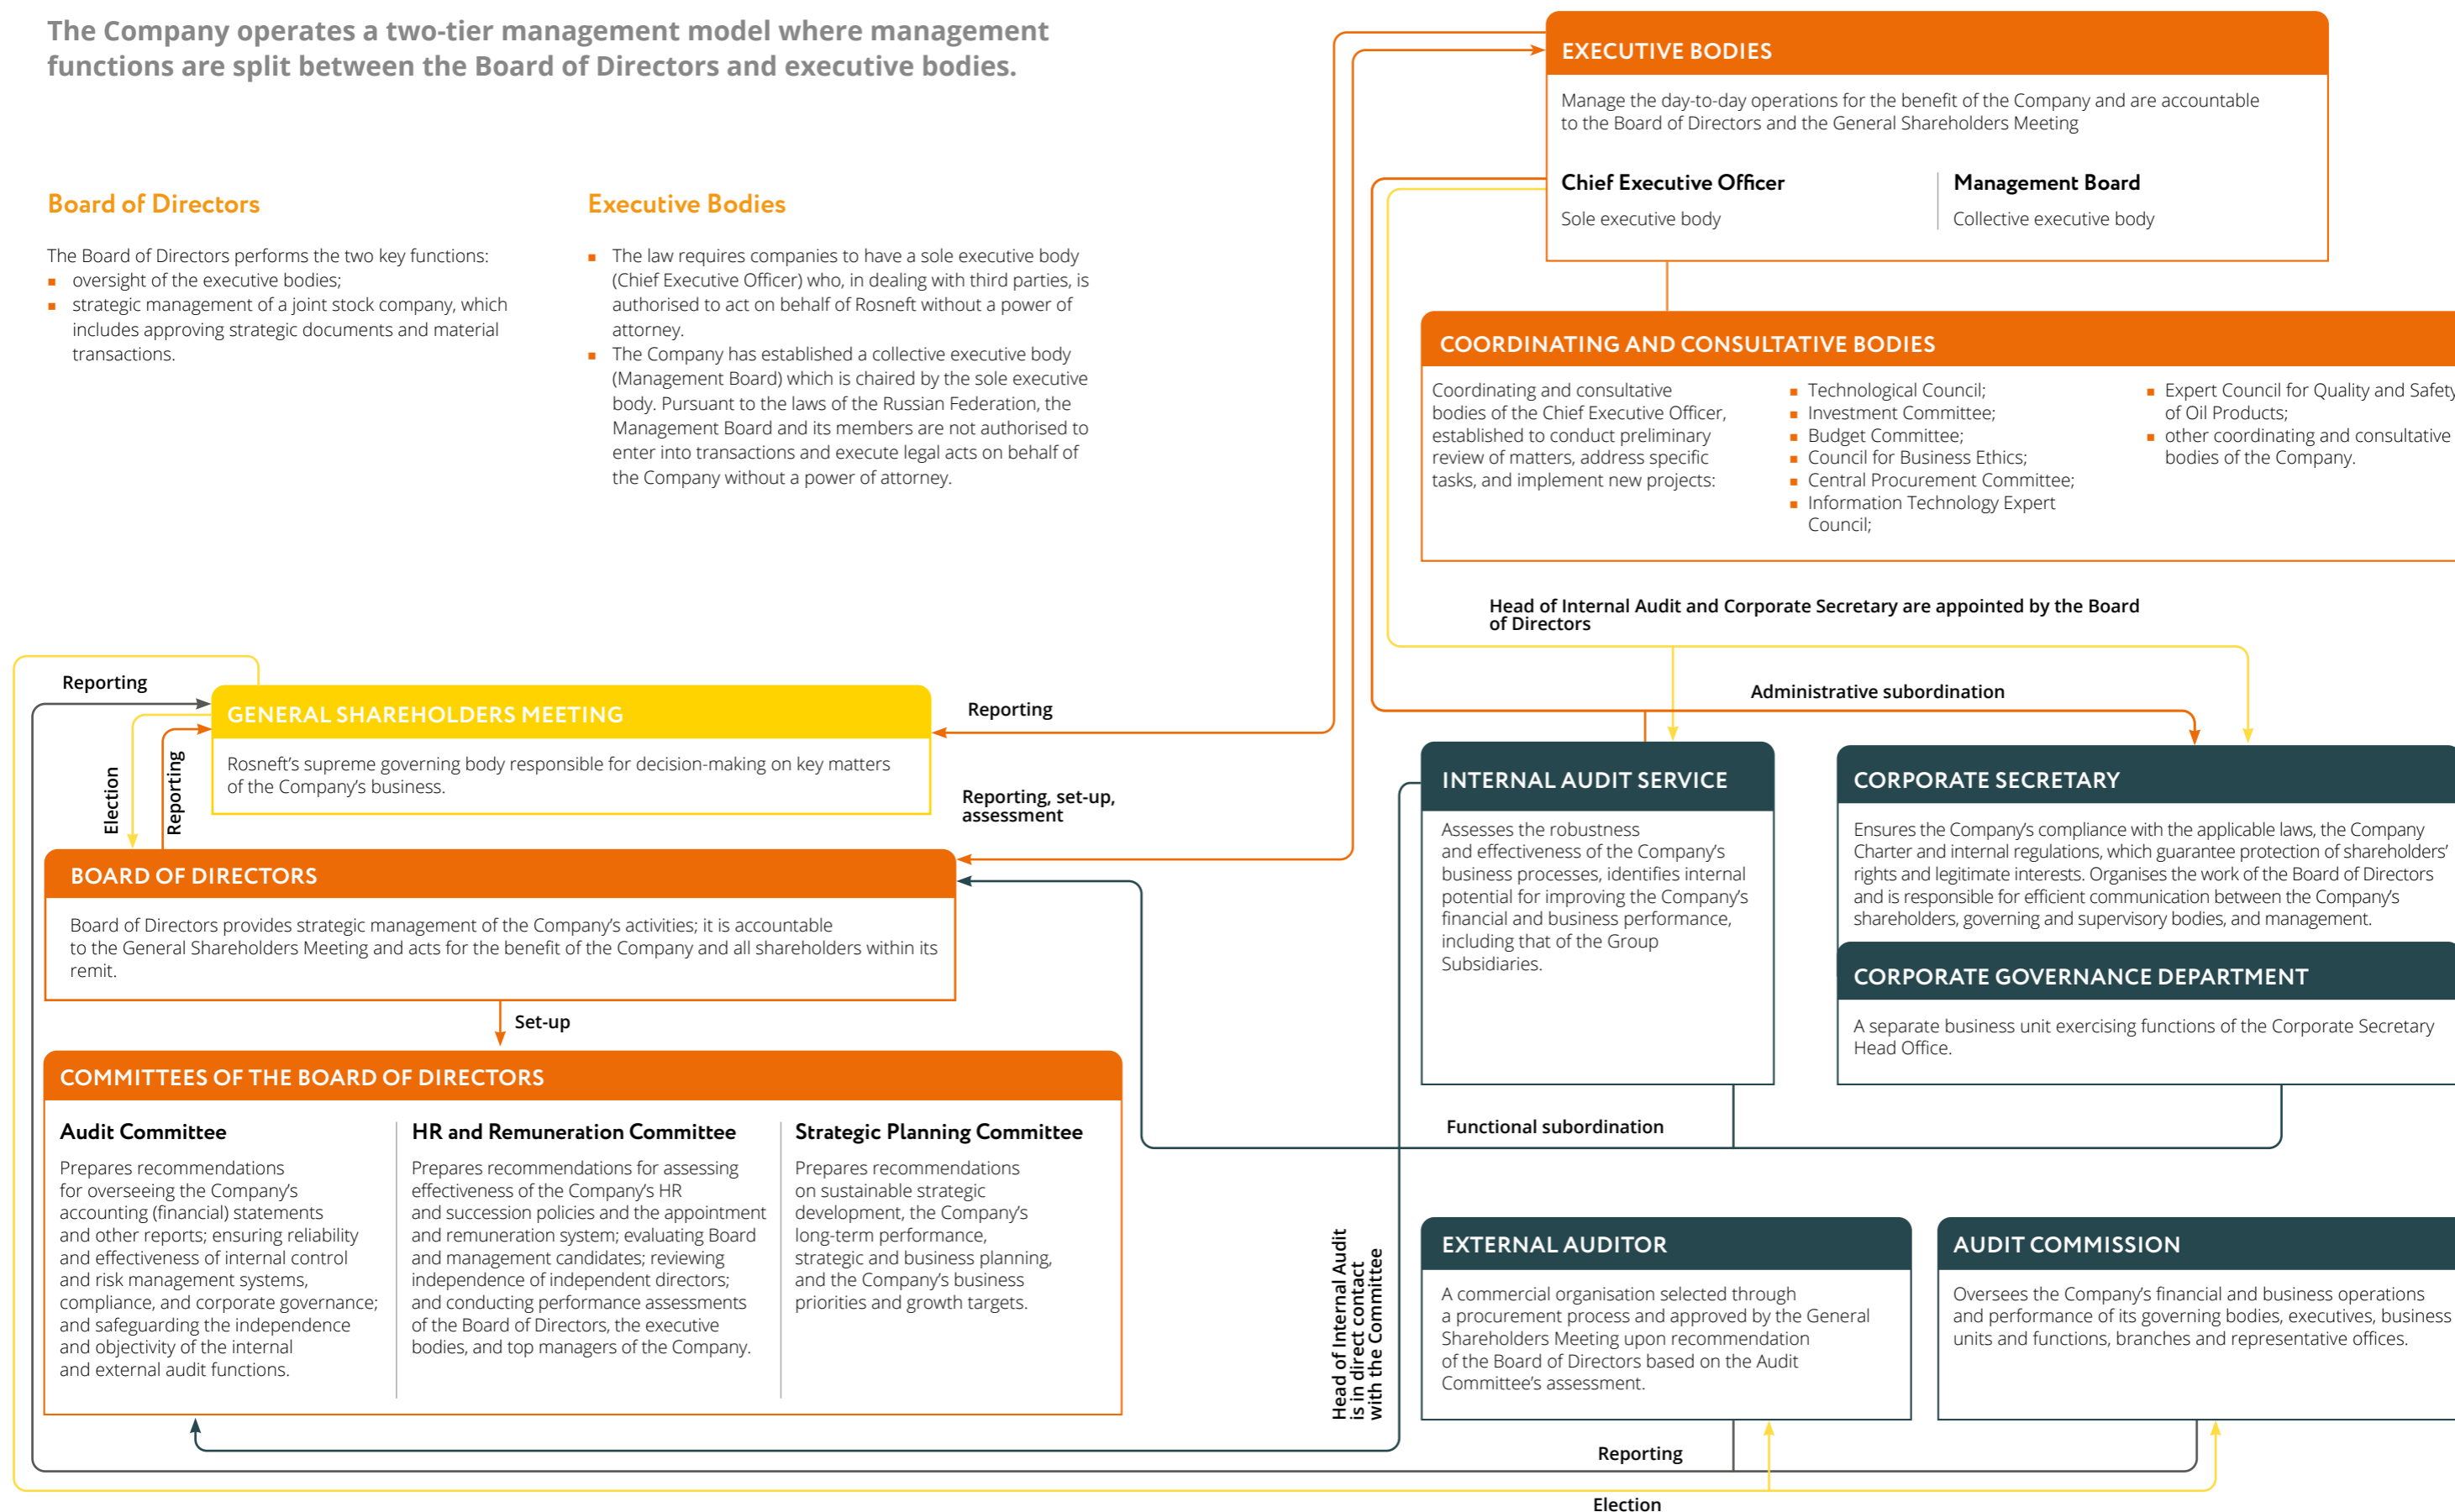 The Company operates a two-tier management model where management
functions are split between the Board of Directors and executive bodies.
Board of Directors
The Board of Directors performs the two key functions:
■ oversight of the executive bodies;
■ strategic management of a joint stock company, which
includes approving strategic documents and material
transactions.
Executive Bodies
■ The law requires companies to have a sole executive body
(Chief Executive Officer) who, in dealing with third parties, is
authorised to act on behalf of Rosneft without a power of
attorney.
■ The Company has established a collective executive body
(Management Board) which is chaired by the sole executive
body. Pursuant to the laws of the Russian Federation, the
Management Board and its members are not authorised to
enter into transactions and execute legal acts on behalf of
the Company without a power of attorney.
EXECUTIVE BODIES
Manage the day-to-day operations for the benefit of the Company and are accountable
to the Board of Directors and the General Shareholders Meeting
Chief Executive Officer
Sole executive body
Management Board
Collective executive body
COORDINATING AND CONSULTATIVE BODIES
Coordinating and consultative
bodies of the Chief Executive Officer,
established to conduct preliminary
review of matters, address specific
tasks, and implement new projects:
■ Technological Council;
■ Investment Committee;
■ Budget Committee;
■ Council for Business Ethics;
■ Central Procurement Committee;
■ Information Technology Expert
Council;
■ Expert Council for Quality and Safety
of Oil Products;
■ other coordinating and consultative
bodies of the Company.
Head of Internal Audit and Corporate Secretary are appointed by the Board
of Directors
Administrative subordination
Reporting
GENERAL SHAREHOLDERS MEETING
Rosneft's supreme governing body responsible for decision-making on key matters
of the Company's business.
Reporting
Election
Reporting
Reporting, set-up,
assessment
BOARD OF DIRECTORS
Board of Directors provides strategic management of the Company's activities; it is accountable
to the General Shareholders Meeting and acts for the benefit of the Company and all shareholders within its
remit.
Set-up
COMMITTEES OF THE BOARD OF DIRECTORS
Audit Committee
Prepares recommendations
for overseeing the Company's
accounting (financial) statements
and other reports; ensuring reliability
and effectiveness of internal control
and risk management systems,
compliance, and corporate governance;
and safeguarding the independence
and objectivity of the internal
and external audit functions.
HR and Remuneration Committee
Prepares recommendations for assessing
effectiveness of the Company's HR
and succession policies and the appointment
and remuneration system; evaluating Board
and management candidates; reviewing
independence of independent directors;
and conducting performance assessments
of the Board of Directors, the executive
bodies, and top managers of the Company.
Strategic Planning Committee
Prepares recommendations
on sustainable strategic
development, the Company's
long-term performance,
strategic and business planning,
and the Company's business
priorities and growth targets.
INTERNAL AUDIT SERVICE
Assesses the robustness
and effectiveness of the Company's
business processes, identifies internal
potential for improving the Company's
financial and business performance,
including that of the Group
Subsidiaries.
CORPORATE SECRETARY
Ensures the Company's compliance with the applicable laws, the Company
Charter and internal regulations, which guarantee protection of shareholders'
rights and legitimate interests. Organises the work of the Board of Directors
and is responsible for efficient communication between the Company's
shareholders, governing and supervisory bodies, and management.
CORPORATE GOVERNANCE DEPARTMENT
A separate business unit exercising functions of the Corporate Secretary
Head Office.
Functional subordination
Head of Internal Audit
is in direct contact
with the Committee
EXTERNAL AUDITOR
A commercial organisation selected through
a procurement process and approved by the General
Shareholders Meeting upon recommendation
of the Board of Directors based on the Audit
Committee's assessment.
AUDIT COMMISSION
Oversees the Company's financial and business operations
and performance of its governing bodies, executives, business
units and functions, branches and representative offices.
Reporting
Election